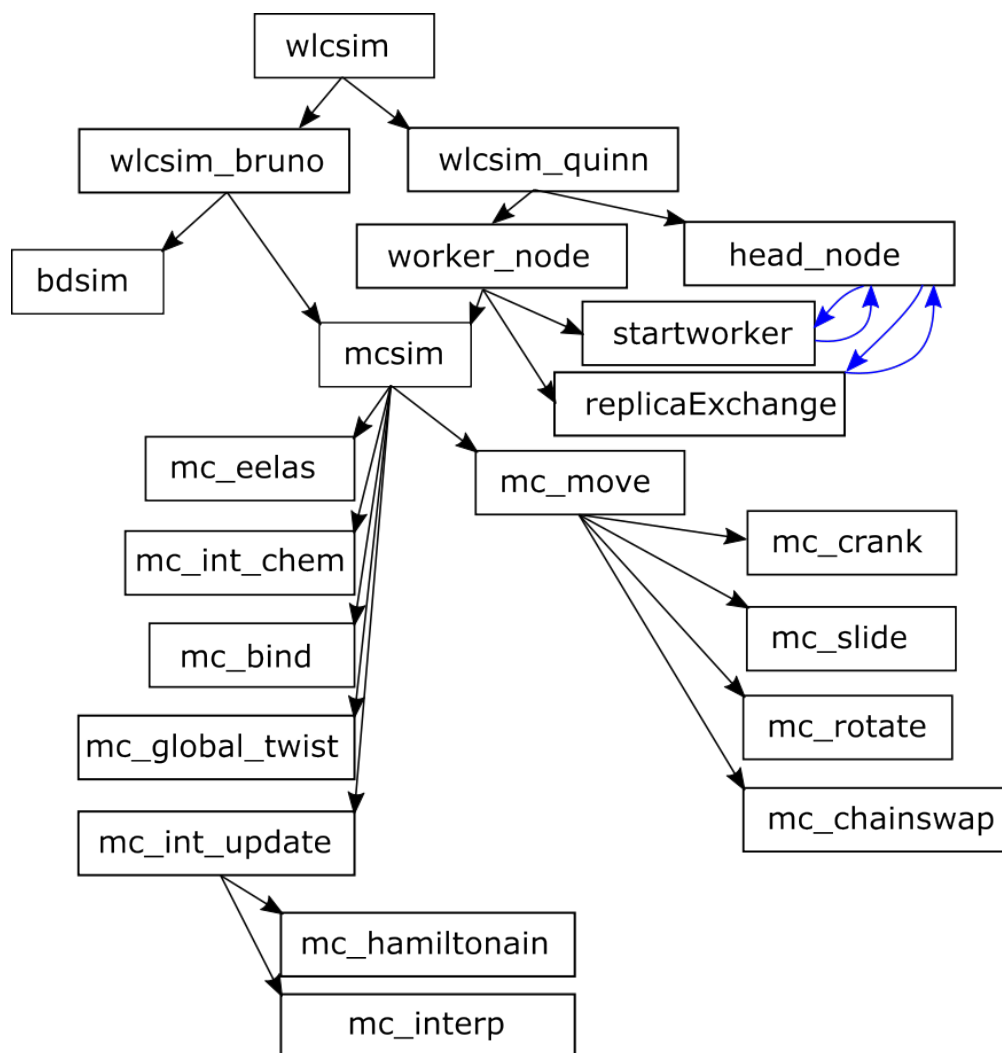 wlcsim
wlcsim_bruno
wlcsim_quinn
bdsim
worker_node
head_node
mcsim
startworker
replicaExchange
mc_eelas
mc_move
mc_int_chem
mc_crank
mc_bind
mc_slide
mc_global_twist
mc_rotate
mc_int_update
mc_chainswap
mc_hamiltonain
mc_interp